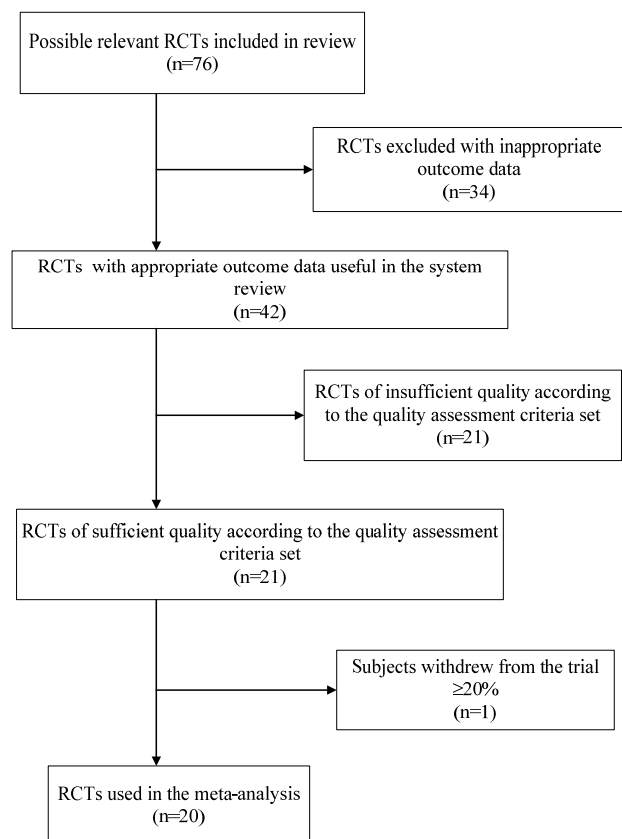 Possible relevant RCTs included in review
(n=76)
RCTs excluded with inappropriate
outcome data
(n=34)
RCTs with appropriate outcome data useful in the system
review
(n=42)
RCTs of insufficient quality according
to the quality assessment criteria set
(n=21)
RCTs of sufficient quality according to the quality assessment
criteria set
(n=21)
Subjects withdrew from the trial
≥20%
(n=1)
RCTs used in the meta-analysis
(n=20)